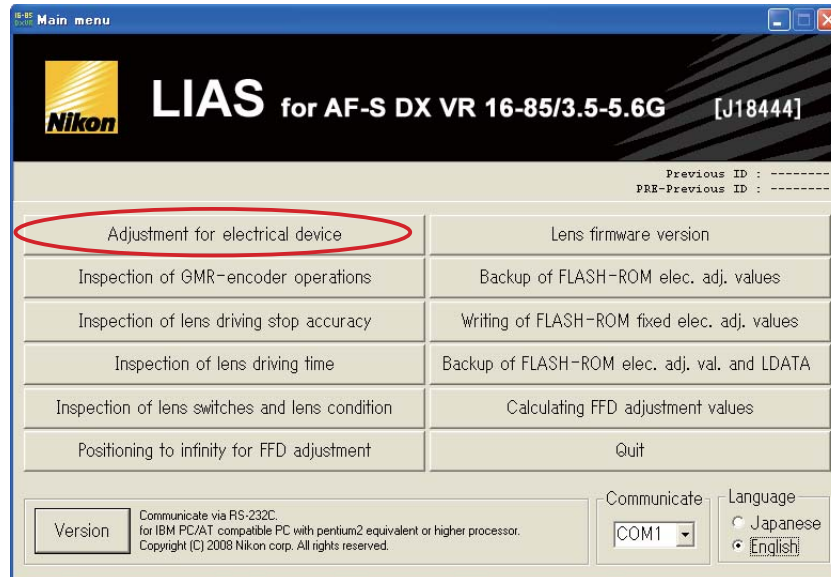 16-85
DxVR Main menu
Nikon
LIAS for AF-S DX VR 16-85/3.5-5.6G [J18444]
Previous ID : --------
PRE-Previous ID : --------
Adjustment for electrical device
Lens firmware version
Inspection of GMR-encoder operations
Backup of FLASH-ROM elec. adj. values
Inspection of lens driving stop accuracy
Writing of FLASH-ROM fixed elec. adj. values
Inspection of lens driving time
Backup of FLASH-ROM elec. adj. val. and LDATA
Inspection of lens switches and lens condition
Calculating FFD adjustment values
Positioning to infinity for FFD adjustment
Quit
Version
Communicate via RS-232C.
for IBM PC/AT compatible PC with pentium2 equivalent or higher processor.
Copyright (C) 2008 Nikon corp. All rights reserved.
Communicate
COM1
Language
Japanese
English